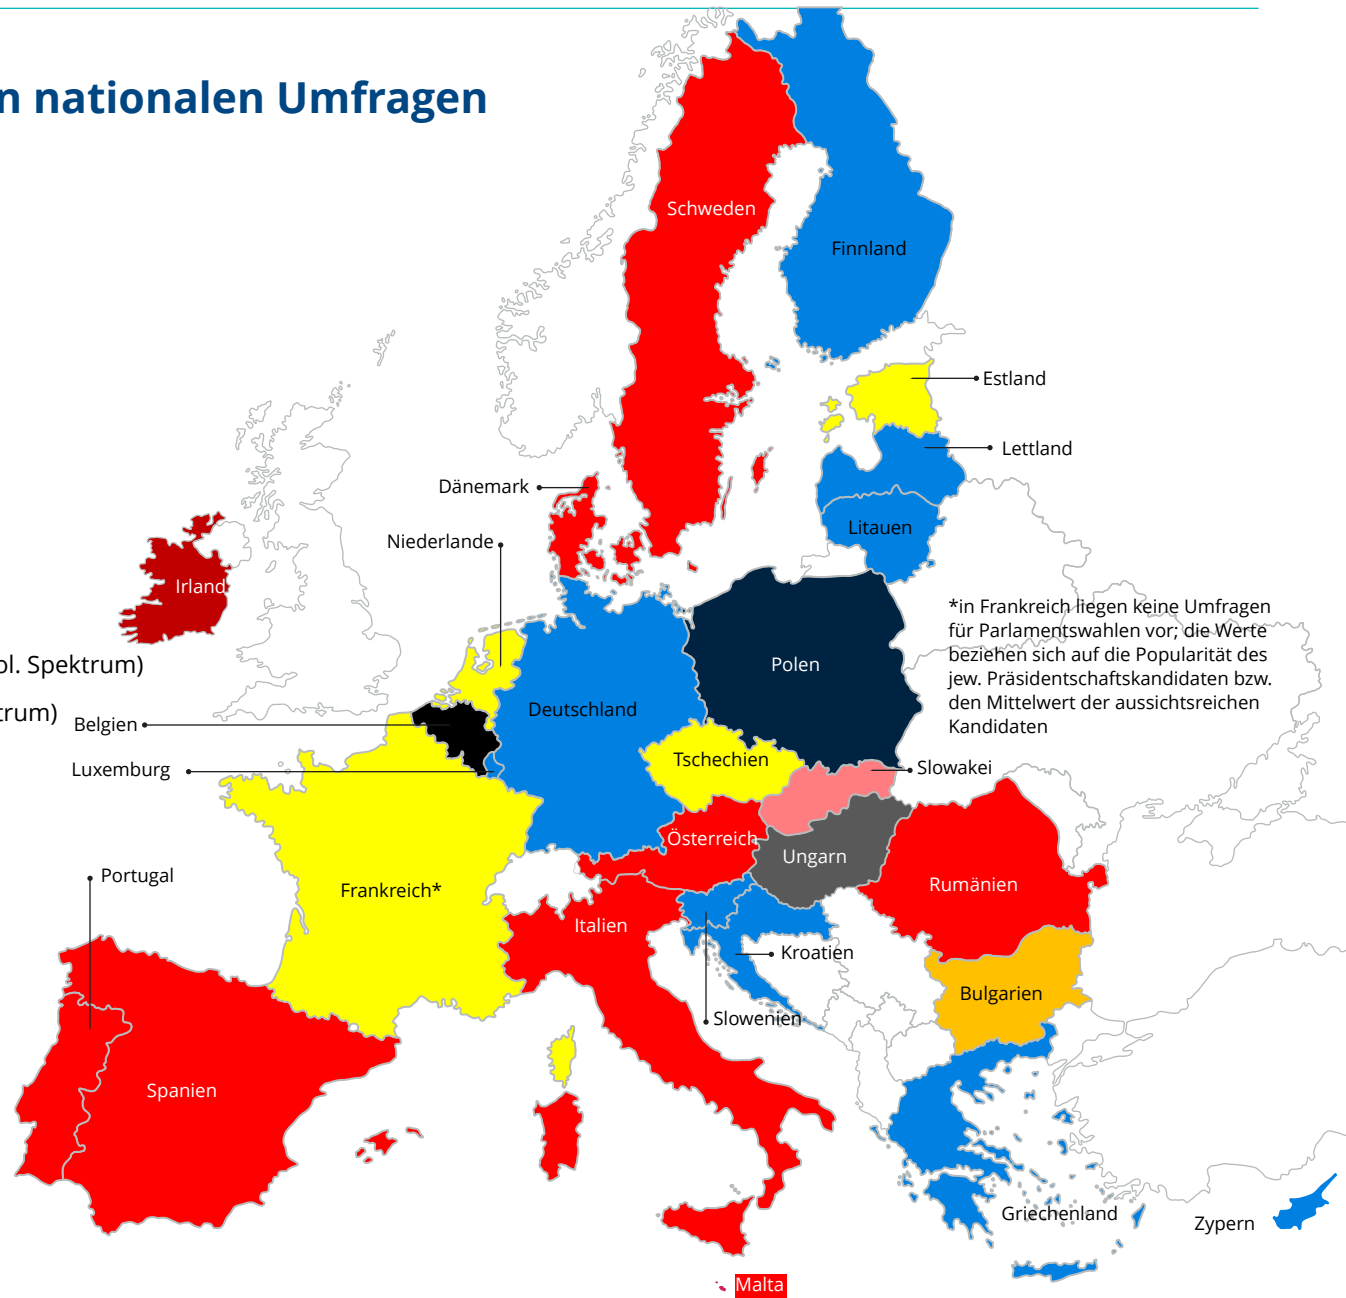 n nationalen Umfragen
Schweden
Finnland
Estland
Lettland
Dänemark
Litauen
Niederlande
Irland
*in Frankreich liegen keine Umfragen
für Parlamentswahlen vor; die Werte
beziehen sich auf die Popularität des
jew. Präsidentschaftskandidaten bzw.
den Mittelwert der aussichtsreichen
Kandidaten
ol. Spektrum)
Polen
trum)
Belgien
Deutschland
Luxemburg
Tschechien
Slowakei
Österreich
Ungarn
Portugal
Frankreich*
Rumänien
Italien
Kroatien
Bulgarien
Slowenien
Spanien
Griechenland
Zypern
Malta